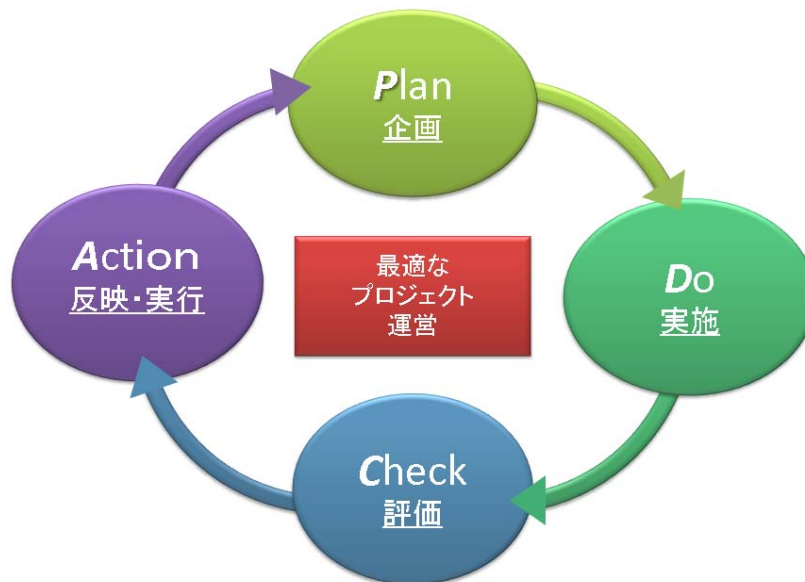 Plan
企画
Do
実施
Check
評価
Action
反映・実行
最適な
プロジェクト
運営